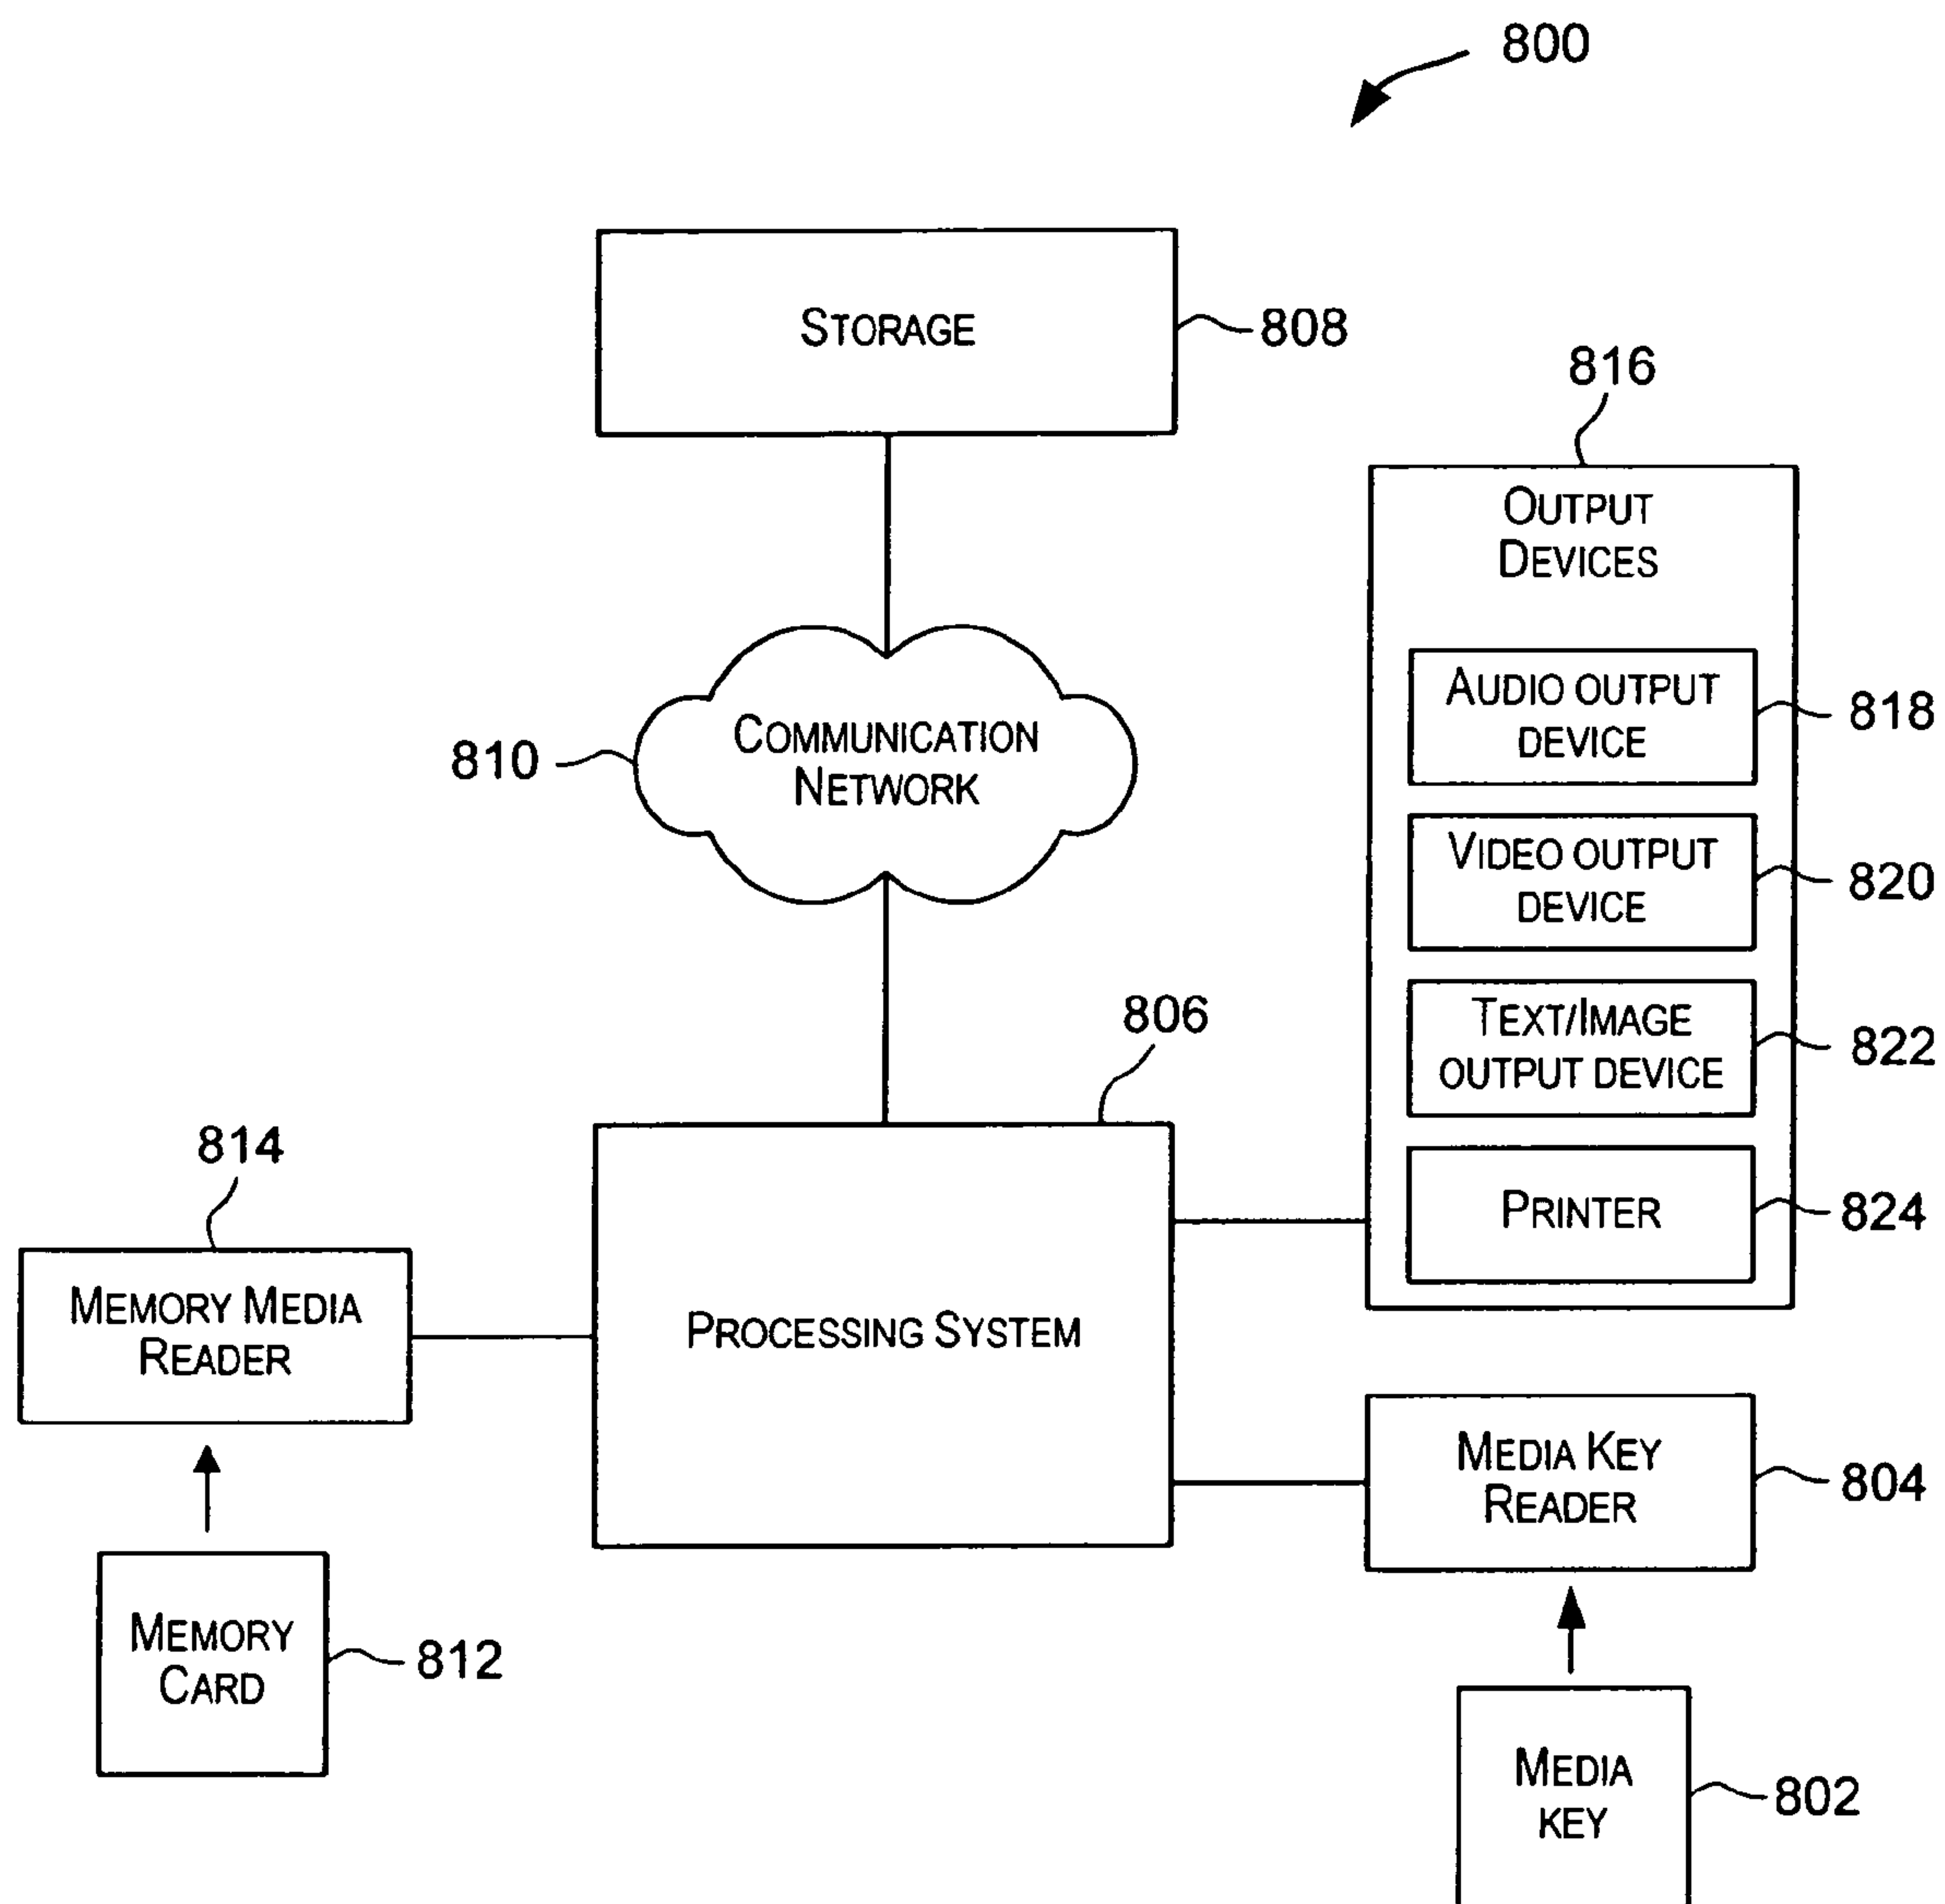 800
STORAGE
808
816
OUTPUT
DEVICES
AUDIO OUTPUT
DEVICE
818
COMMUNICATION
NETWORK
810
VIDEO OUTPUT
DEVICE
820
806
TEXT/IMAGE
OUTPUT DEVICE
822
814
PRINTER
824
MEMORY MEDIA
READER
PROCESSING SYSTEM
MEDIA KEY
READER
804
MEMORY
CARD
812
MEDIA
KEY
802